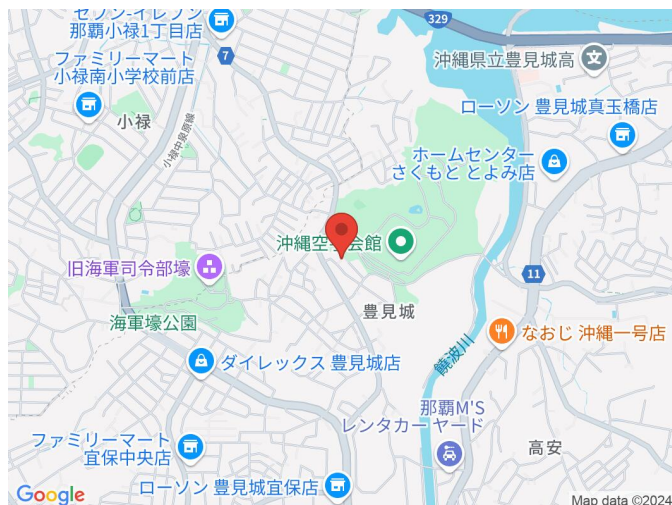 セブン-イレブン
那覇小禄1丁目店
329
沖縄県立豊見城高
7
ファミリーマート
小禄南小学校前店
ローソン 豊見城真玉橋店
小禄
小禄中泉原線
ホームセンター
さくもと とよみ店
沖縄空手会館
旧海軍司令部壕
11
海軍壕公園
豊見城
なおじ 沖縄一号店
饒波川
ダイレックス 豊見城店
那覇M'S
レンタカー ヤード
ファミリーマート
宜保中央店
高安
ローソン 豊見城宜保店
Google
Map data ©2024